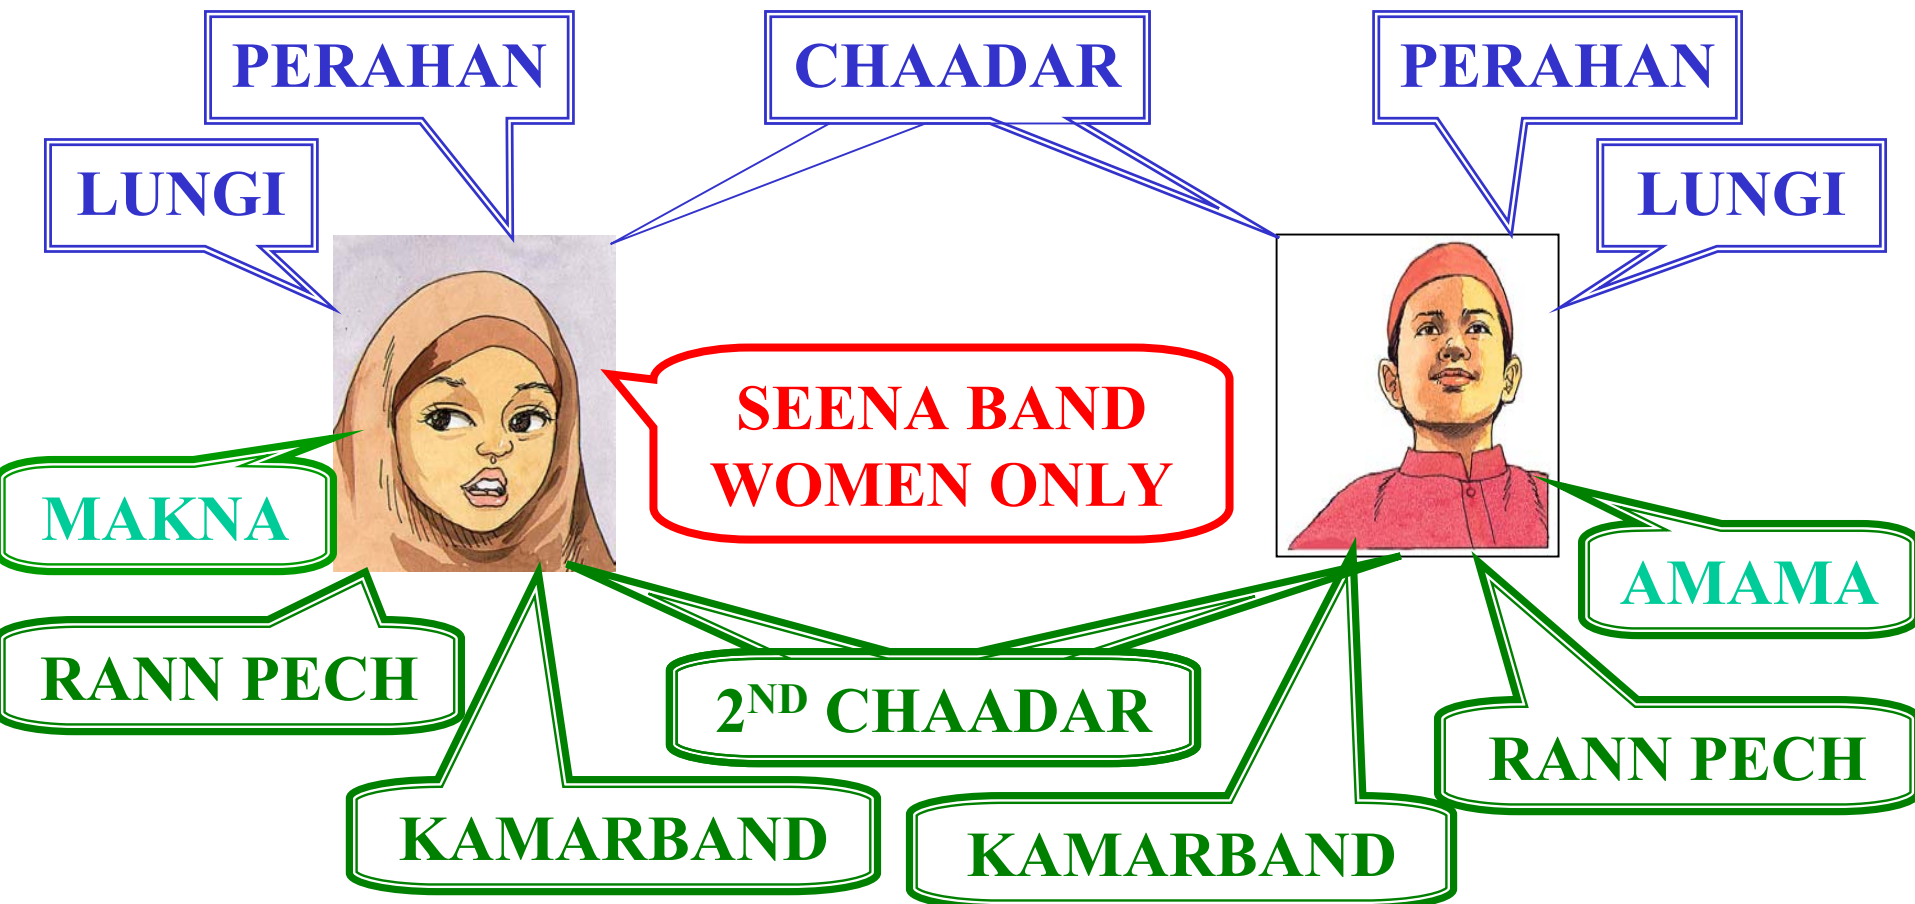 PERAHAN
CHAADAR
PERAHAN
LUNGI
LUNGI
SEENA BAND
WOMEN ONLY
MAKNA
AMAMA
RANN PECH
2ND CHAADAR
RANN PECH
KAMARBAND
KAMARBAND